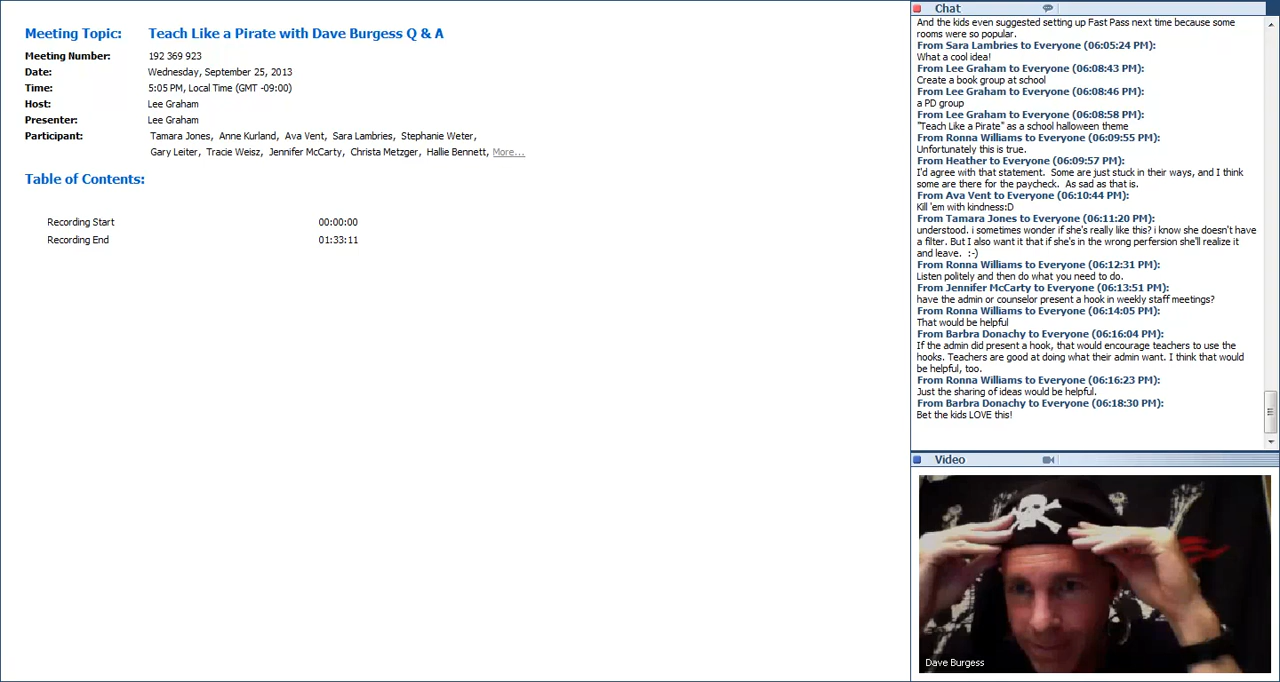 Meeting Topic: Teach Like a Pirate with Dave Burgess Q & A
Meeting Number: 192 369 923
Date: Wednesday, September 25, 2013
Time: 5:05 PM, Local Time (GMT -09:00)
Host: Lee Graham
Presenter: Lee Graham
Participant: Tamara Jones, Anne Kurland, Ava Vent, Sara Lambries, Stephanie Weter,
Gary Leiter, Tracie Weisz, Jennifer McCarty, Christa Metzger, Hallie Bennett, More...
Table of Contents:
Recording Start 00:00:00
Recording End 01:33:11
Chat
And the kids even suggested setting up Fast Pass next time because some
rooms were so popular.
From Sara Lambries to Everyone (06:05:24 PM):
What a cool idea!
From Lee Graham to Everyone (06:08:43 PM):
Create a book group at school
From Lee Graham to Everyone (06:08:46 PM):
a PD group
From Lee Graham to Everyone (06:08:58 PM):
"Teach Like a Pirate" as a school halloween theme
From Ronna Williams to Everyone (06:09:55 PM):
Unfortunately this is true.
From Heather to Everyone (06:09:57 PM):
I'd agree with that statement. Some are just stuck in their ways, and I think
some are there for the paycheck. As sad as that is.
From Ava Vent to Everyone (06:10:44 PM):
Kill 'em with kindness:D
From Tamara Jones to Everyone (06:11:20 PM):
understood. i sometimes wonder if she's really like this? i know she doesn't have
a filter. But I also want it that if she's in the wrong perfersion she'll realize it
and leave. :-)
From Ronna Williams to Everyone (06:12:31 PM):
Listen politely and then do what you need to do.
From Jennifer McCarty to Everyone (06:13:51 PM):
have the admin or counselor present a hook in weekly staff meetings?
From Ronna Williams to Everyone (06:14:05 PM):
That would be helpful
From Barbra Donachy to Everyone (06:16:04 PM):
If the admin did present a hook, that would encourage teachers to use the
hooks. Teachers are good at doing what their admin want. I think that would
be helpful, too.
From Ronna Williams to Everyone (06:16:23 PM):
Just the sharing of ideas would be helpful.
From Barbra Donachy to Everyone (06:18:30 PM):
Bet the kids LOVE this!
Video
Dave Burgess